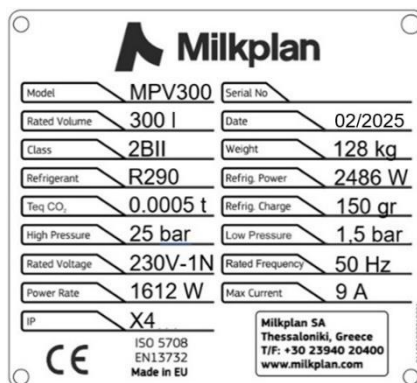 Milkplan
Model MPV300 Serial No
Rated Volume 300 l Date 02/2025
Class 2BII Weight 128 kg
Refrigerant R290 Refrig. Power 2486 W
Teq CO₂ 0.0005 t Refrig. Charge 150 gr
High Pressure 25 bar Low Pressure 1,5 bar
Rated Voltage 230V-1N Rated Frequency 50 Hz
Power Rate 1612 W Max Current 9 A
IP X4
CE
ISO 5708
EN13732
Made in EU
Milkplan SA
Thessaloniki, Greece
T/F: +30 23940 20400
www.milkplan.com